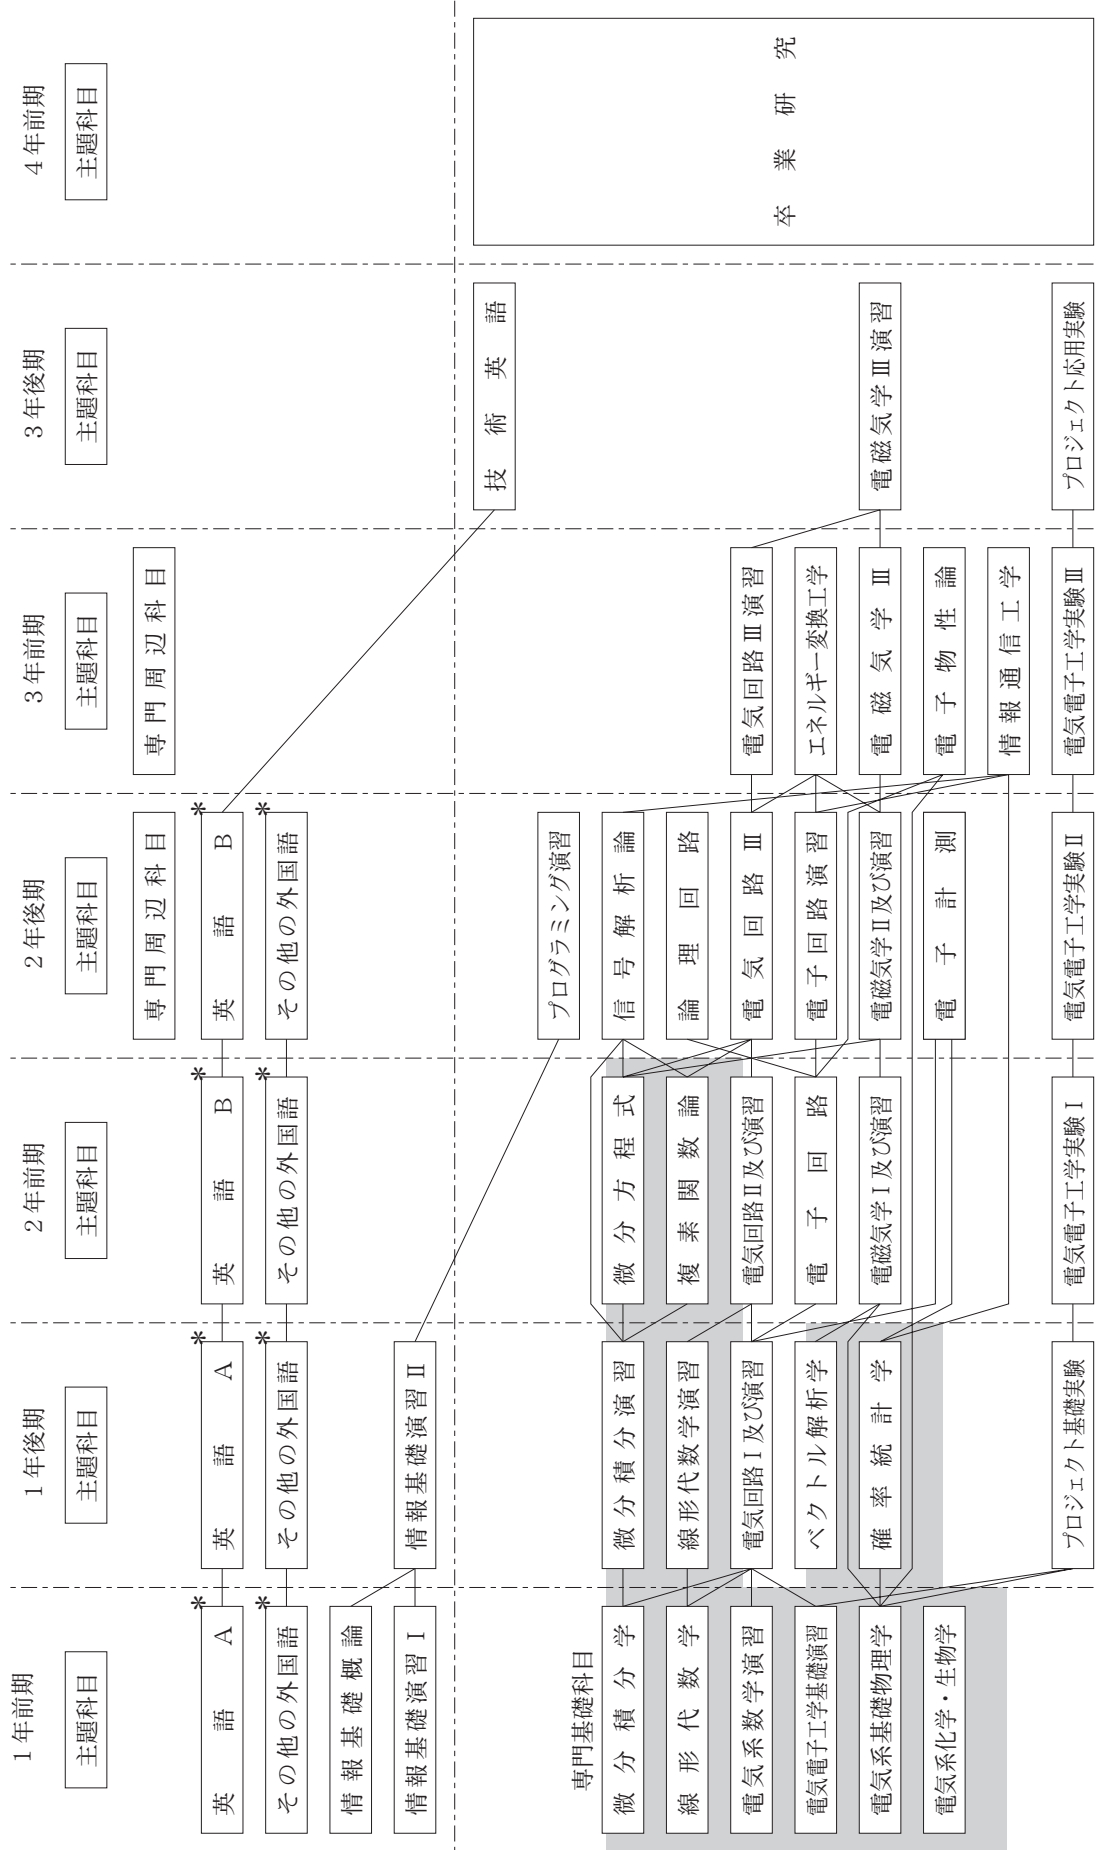 1年前期
主題科目
英語A
*
その他の外国語
*
情報基礎概論
情報基礎演習Ⅰ
専門基礎科目
微分積分学
線形代数学
電気系数学演習
電気電子工学基礎演習
電気系基礎物理学
電気系化学・生物学
1年後期
主題科目
英語A
*
その他の外国語
*
情報基礎演習Ⅱ
微分積分演習
線形代数学演習
電気回路Ⅰ及び演習
ベクトル解析学
確率統計学
プロジェクト基礎実験
2年前期
主題科目
英語B
*
その他の外国語
*
微分方程式
複素関数論
電気回路Ⅱ及び演習
電子回路
電磁気学Ⅰ及び演習
電気電子工学実験Ⅰ
2年後期
主題科目
専門周辺科目
英語B
*
その他の外国語
*
プログラミング演習
信号解析論
論理回路
電気回路Ⅲ
電子回路演習
電磁気学Ⅱ及び演習
電子計測
電気電子工学実験Ⅱ
3年前期
主題科目
専門周辺科目
電気回路Ⅲ演習
エネルギー変換工学
電磁気学Ⅲ
電子物性論
情報通信工学
電気電子工学実験Ⅲ
3年後期
主題科目
技術英語
電磁気学Ⅲ演習
プロジェクト応用実験
4年前期
主題科目
卒業研究